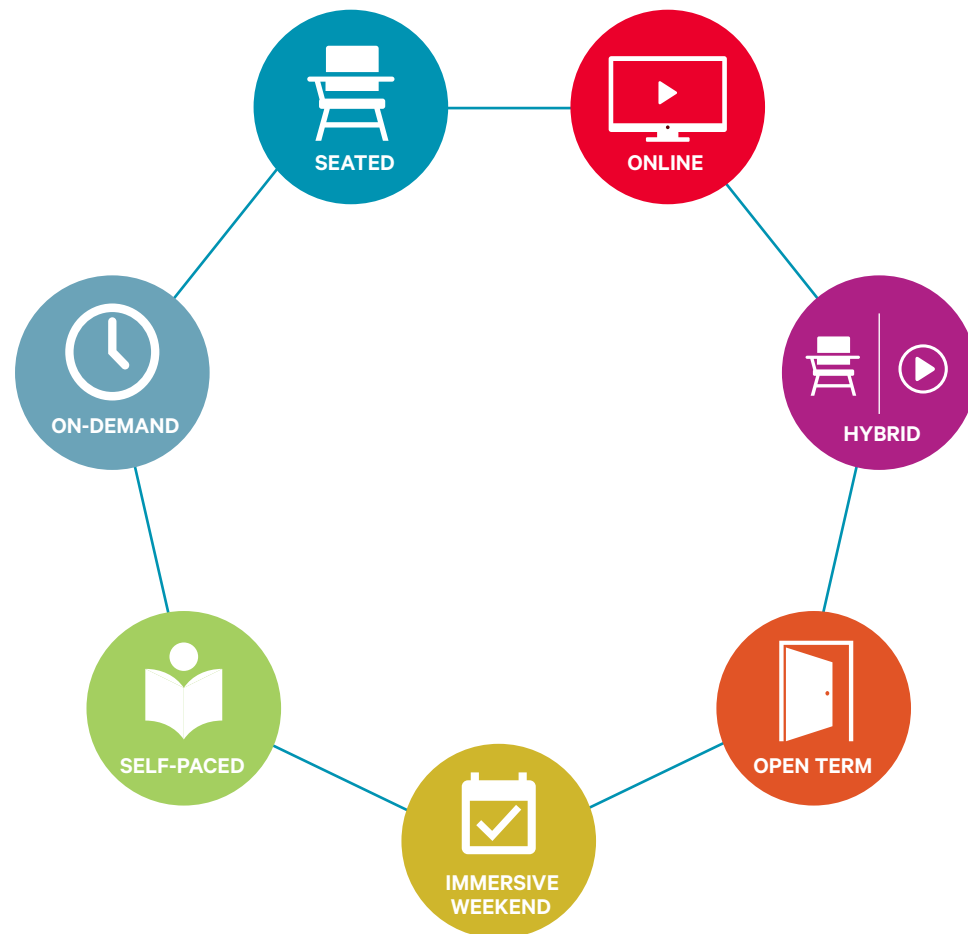 SEATED
ONLINE
HYBRID
OPEN TERM
IMMERSIVE
WEEKEND
SELF-PACED
ON-DEMAND